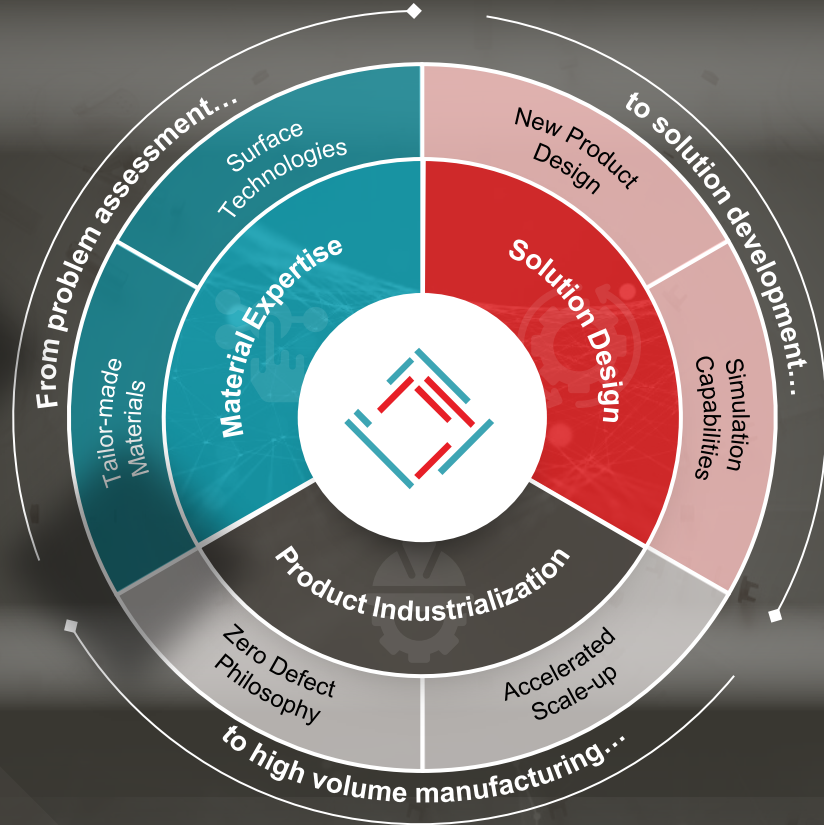 From problem assessment...
to solution development...
to high volume manufacturing...
Surface
Technologies
Tailor-made
Materials
Material Expertise
New Product
Design
Simulation
Capabilities
Solution Design
Product Industrialization
Zero Defect
Philosophy
Accelerated
Scale-up